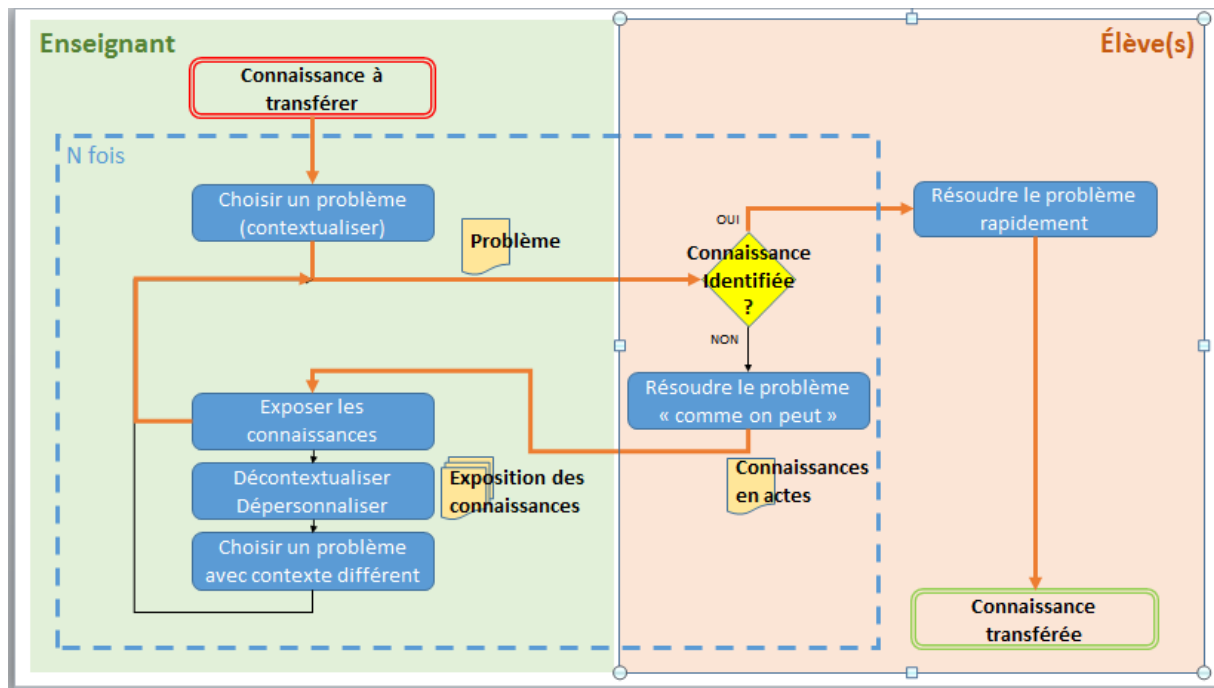 Enseignant
Élève(s)
Connaissance à
transférer
N fois
Choisir un problème
(contextualiser)
Problème
OUI
Connaissance
Identifiée
?
NON
Résoudre le problème
rapidement
Résoudre le problème
« comme on peut »
Exposer les
connaissances
Décontextualiser
Dépersonnaliser
Exposition des
connaissances
Connaissances
en actes
Choisir un problème
avec contexte différent
Connaissance
transférée